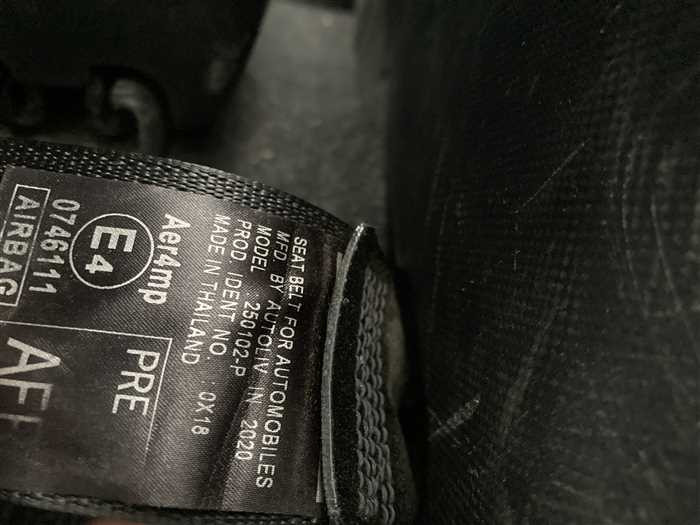 SEAT BELT FOR AUTOMOBILES
MFD. BY AUTOLIV IN 2020
MODEL :250102-P
PROD. IDENT NO. :0X18
MADE IN THAILAND
Aer4mp
E4
0746111
AIRBAG
PRE